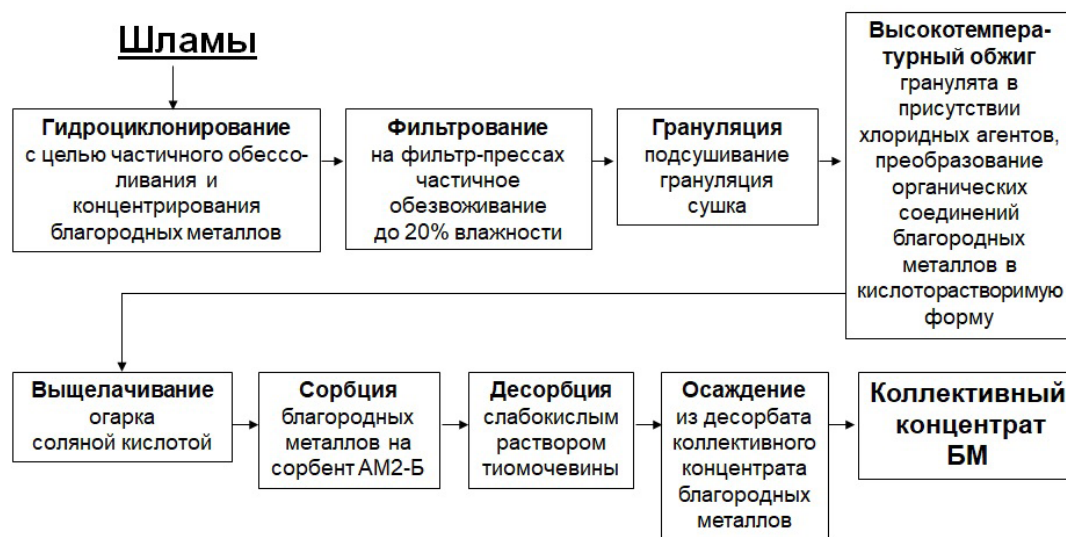 Шламы
Гидроциклонирование
с целью частичного обессо-
ливания и
концентрирования
благородных металлов
Фильтрование
на фильтр-прессах
частичное
обезвоживание
до 20% влажности
Грануляция
подсушивание
грануляция
сушка
Высокотемпера-
турный обжиг
гранулята в
присутствии
хлоридных агентов,
преобразование
органических
соединений
благородных
металлов в
кислоторастворимую
форму
Выщелачивание
огарка
соляной кислотой
Сорбция
благородных
металлов на
сорбент АМ2-Б
Десорбция
слабокислым
раствором
тиомочевины
Осаждение
из десорбата
коллективного
концентрата
благородных
металлов
Коллективный
концентрат
БМ